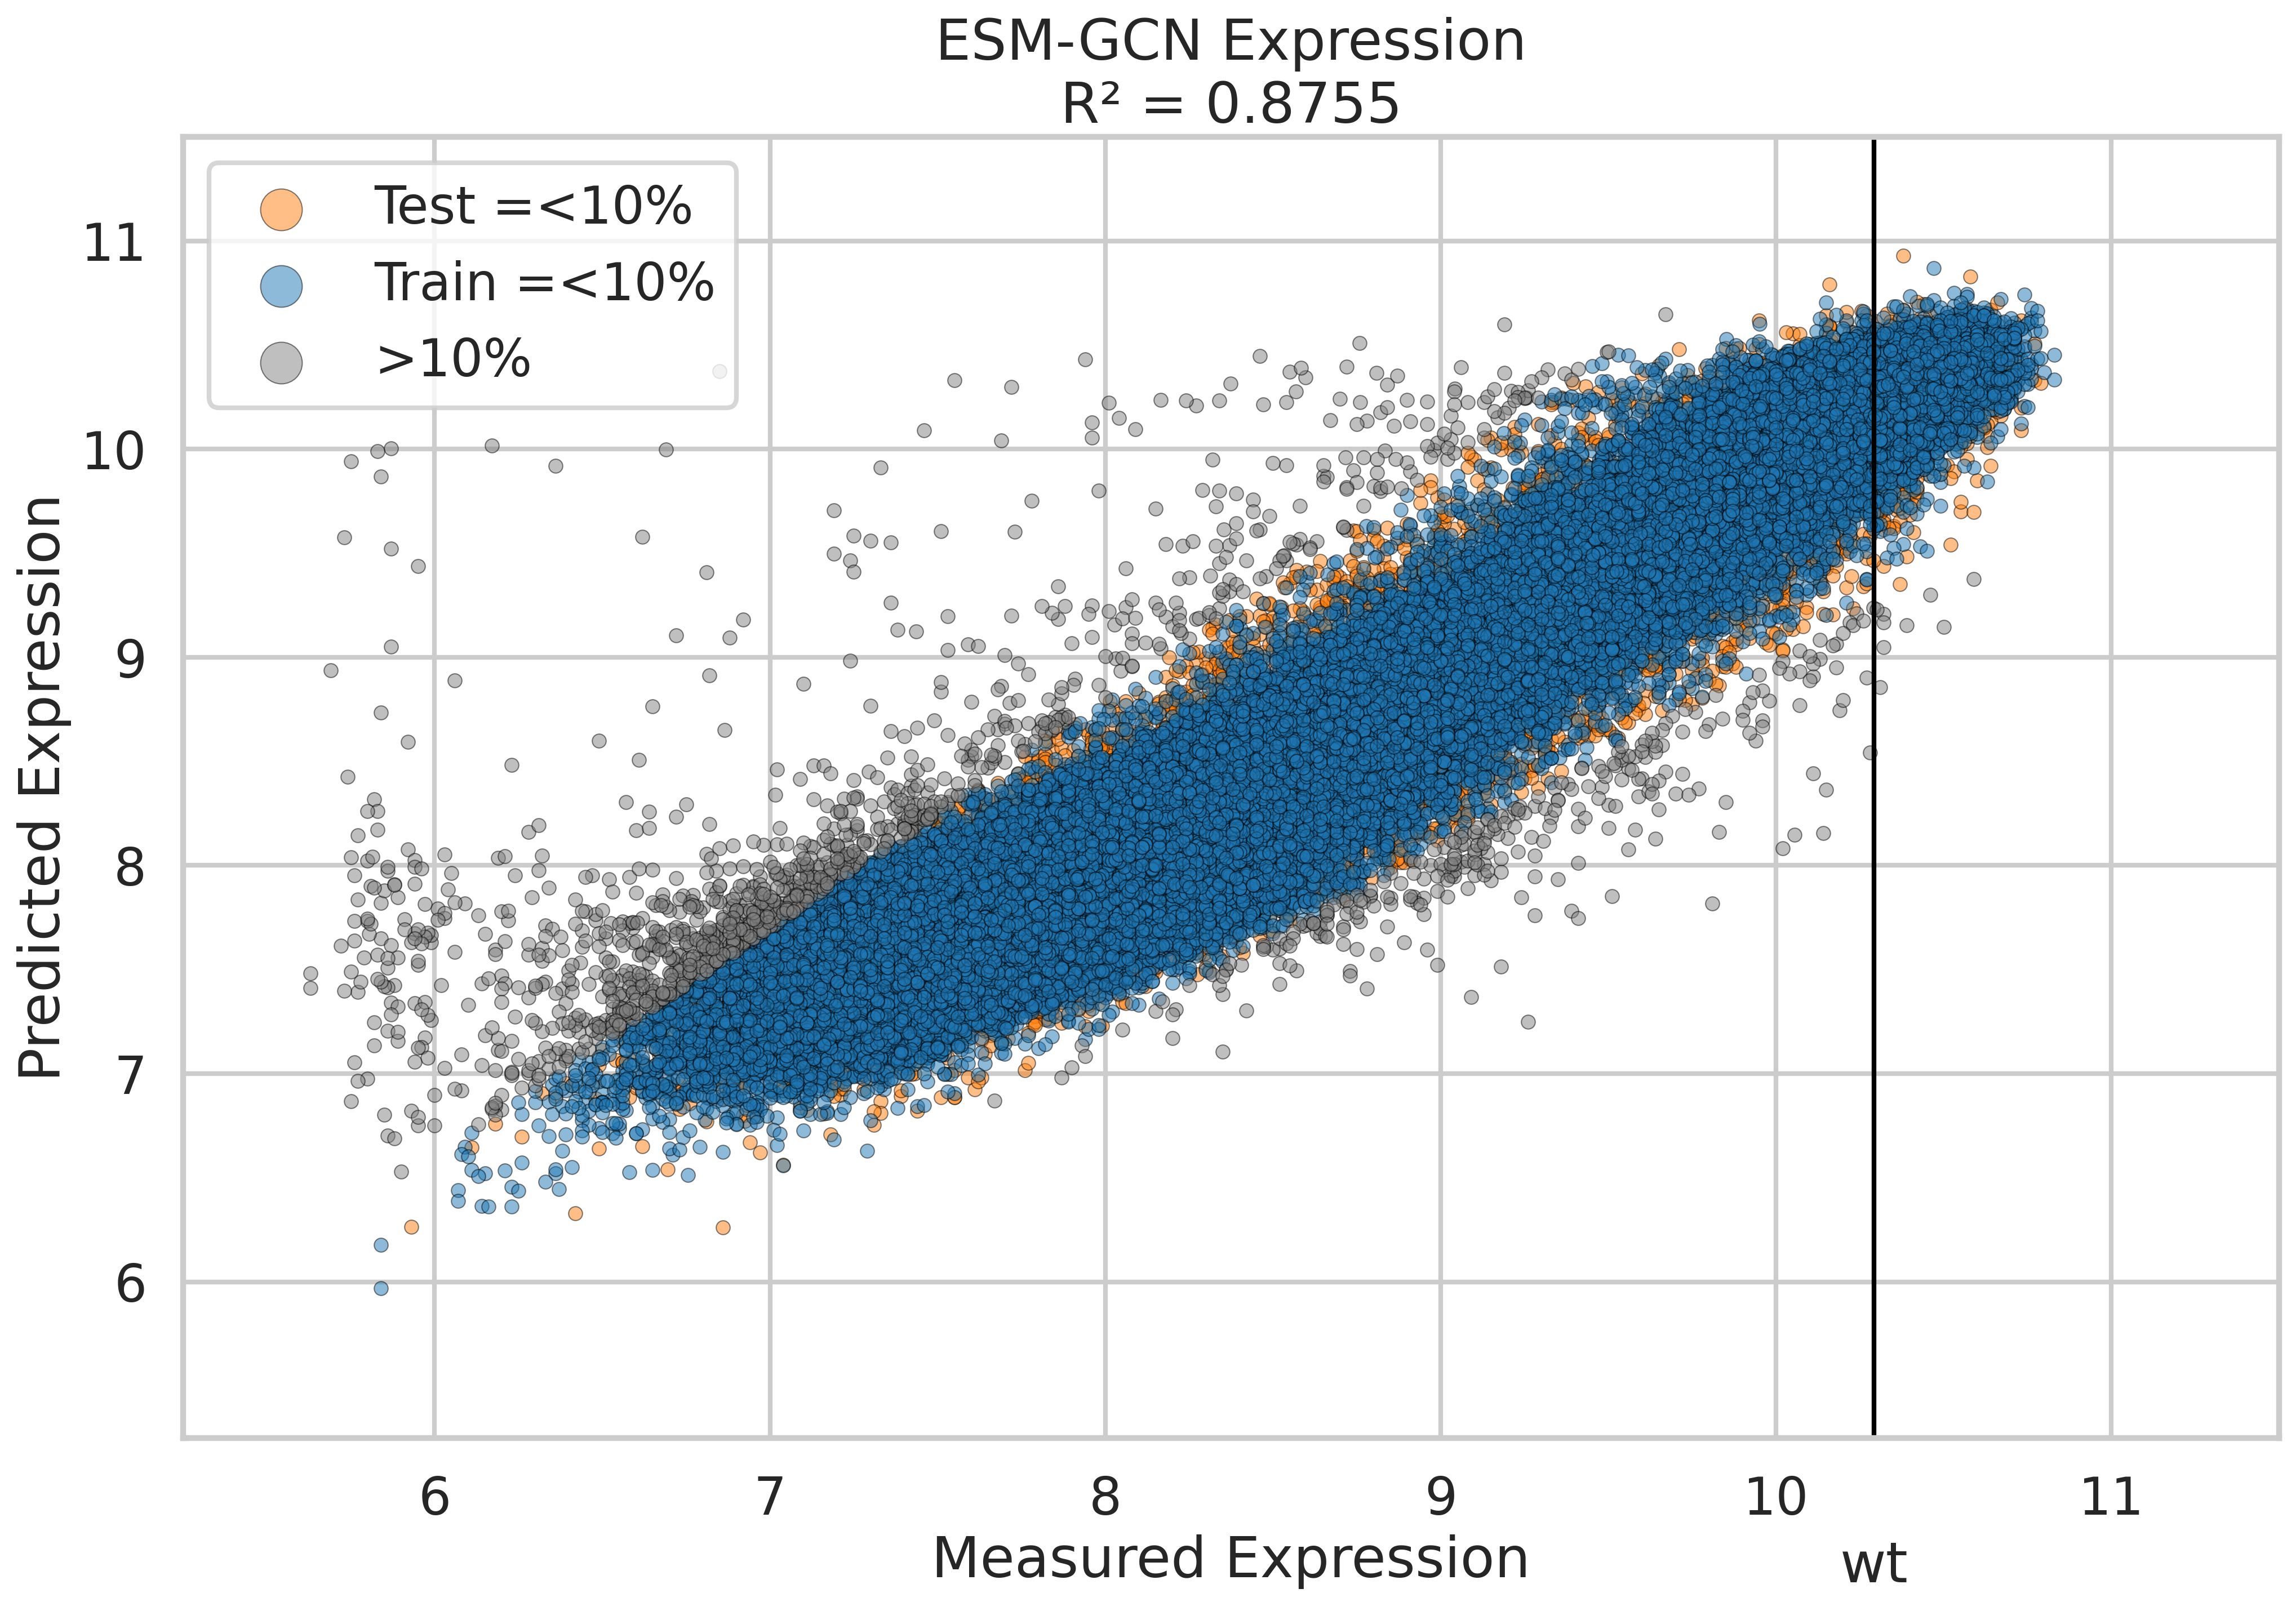 ESM-GCN Expression
R² = 0.8755
Test =<10%
Train =<10%
>10%
11
10
9
8
7
6
Predicted Expression
6 7 8 9 10 11
Measured Expression
wt